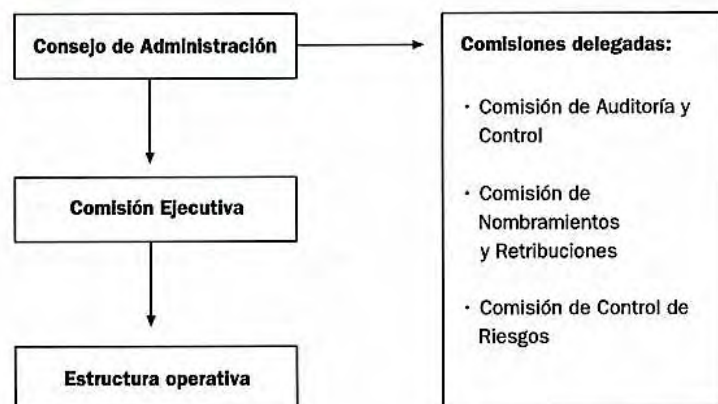 Consejo de Administración
Comisión Ejecutiva
Estructura operativa
Comisiones delegadas:
· Comisión de Auditoría y
Control
· Comisión de
Nombramientos
y Retribuciones
· Comisión de Control de
Riesgos